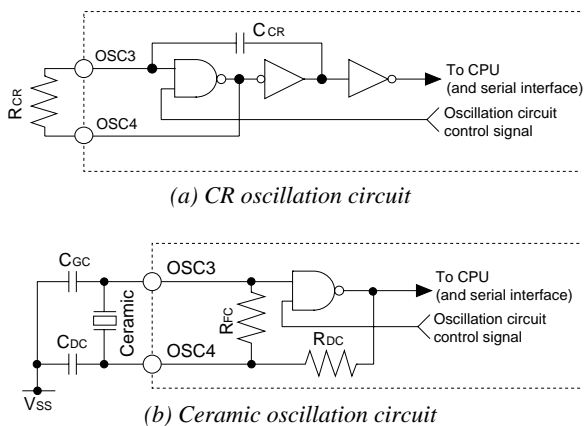 CCR
OSC3
To CPU
(and serial interface)
RCR
OSC4
Oscillation circuit
control signal
(a) CR oscillation circuit
CGC
OSC3
To CPU
(and serial interface)
Ceramic
RFC
Oscillation circuit
control signal
CDC
OSC4
RDC
VSS
(b) Ceramic oscillation circuit